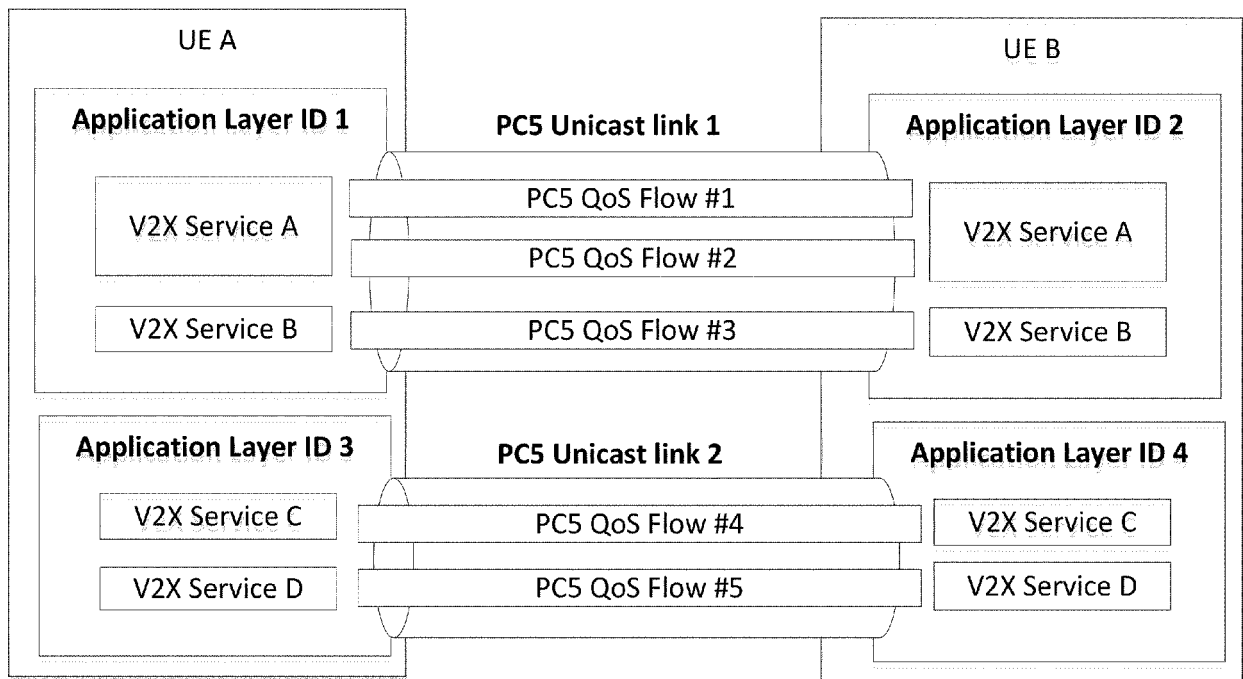 UE A
UE B
Application Layer ID 1
PC5 Unicast link 1
Application Layer ID 2
V2X Service A
PC5 QoS Flow #1
V2X Service A
PC5 QoS Flow #2
V2X Service B
PC5 QoS Flow #3
V2X Service B
Application Layer ID 3
PC5 Unicast link 2
Application Layer ID 4
V2X Service C
PC5 QoS Flow #4
V2X Service C
V2X Service D
PC5 QoS Flow #5
V2X Service D